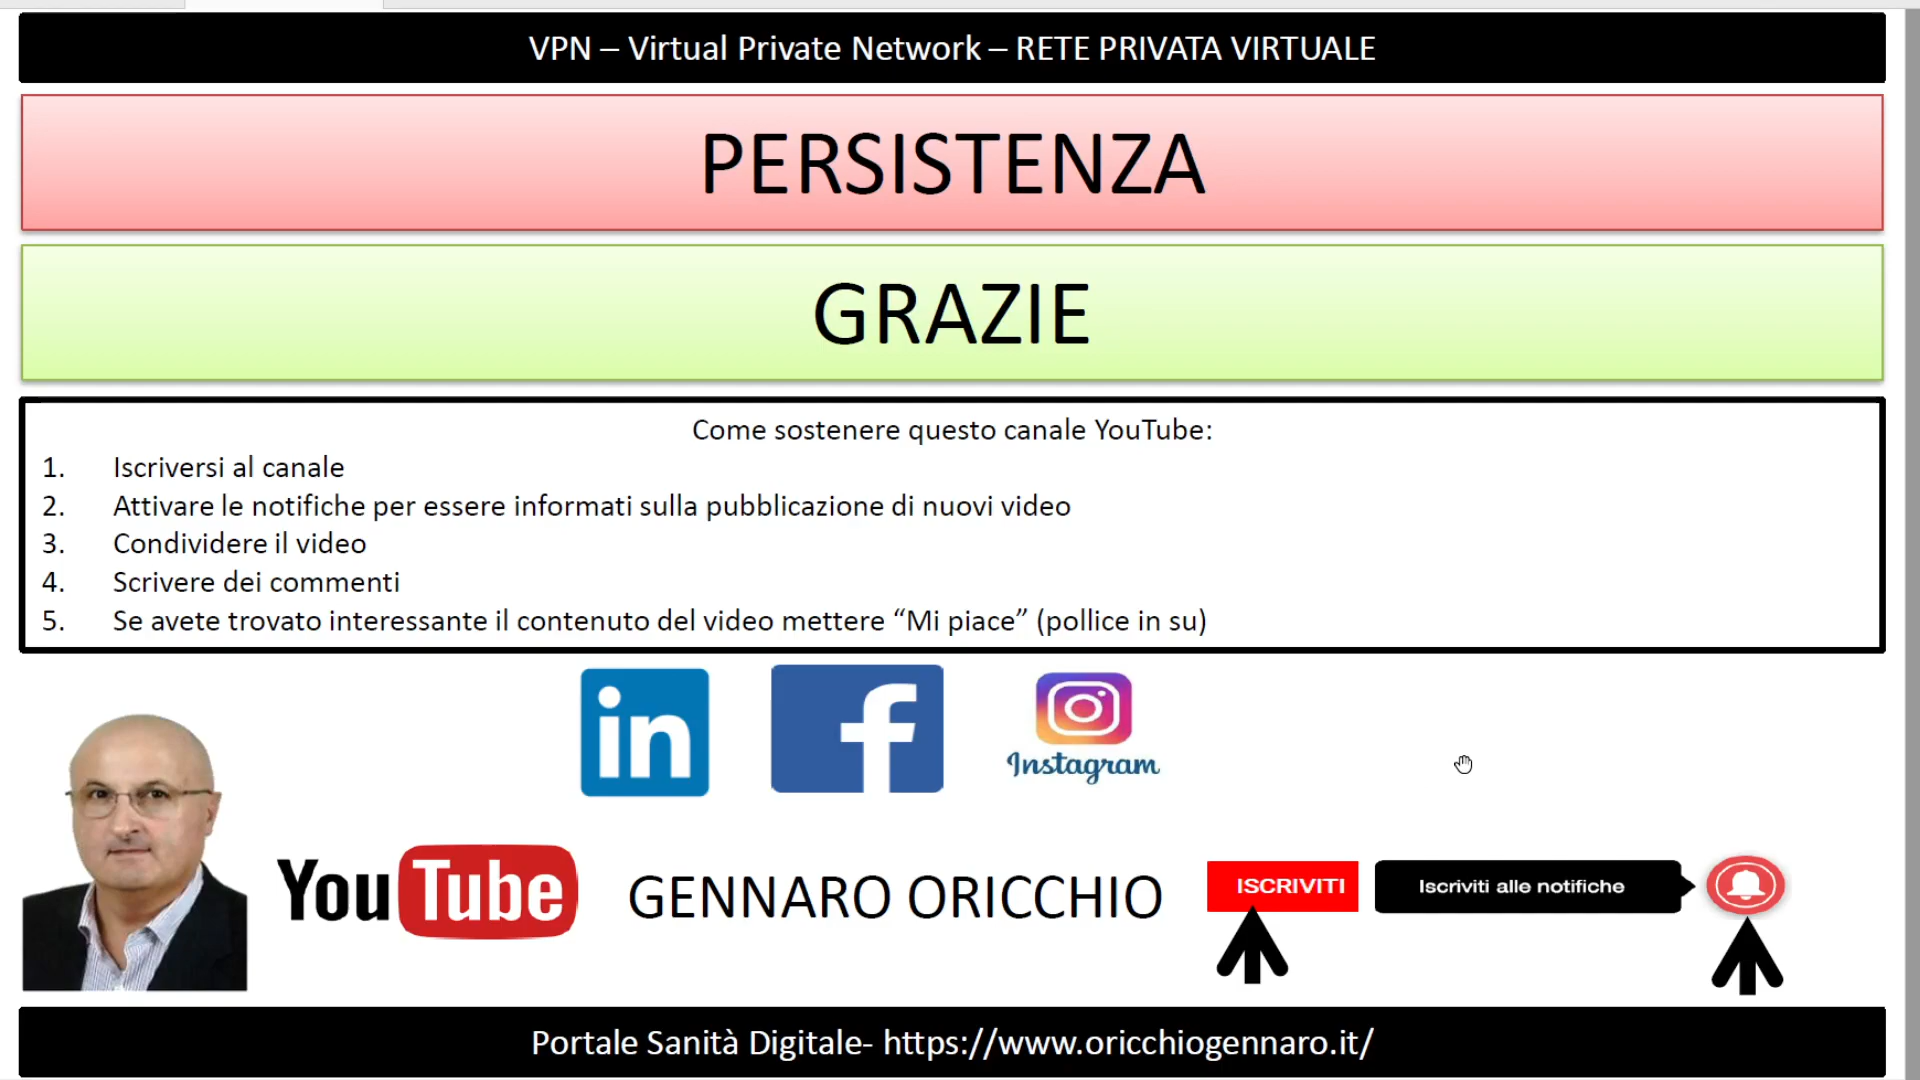 VPN – Virtual Private Network – RETE PRIVATA VIRTUALE
PERSISTENZA
GRAZIE
Come sostenere questo canale YouTube:
1. Iscriversi al canale
2. Attivare le notifiche per essere informati sulla pubblicazione di nuovi video
3. Condividere il video
4. Scrivere dei commenti
5. Se avete trovato interessante il contenuto del video mettere “Mi piace” (pollice in su)
in
f
Instagram
YouTube
GENNARO ORICCHIO
ISCRIVITI
Iscriviti alle notifiche
Portale Sanità Digitale- https://www.oricchiogennaro.it/